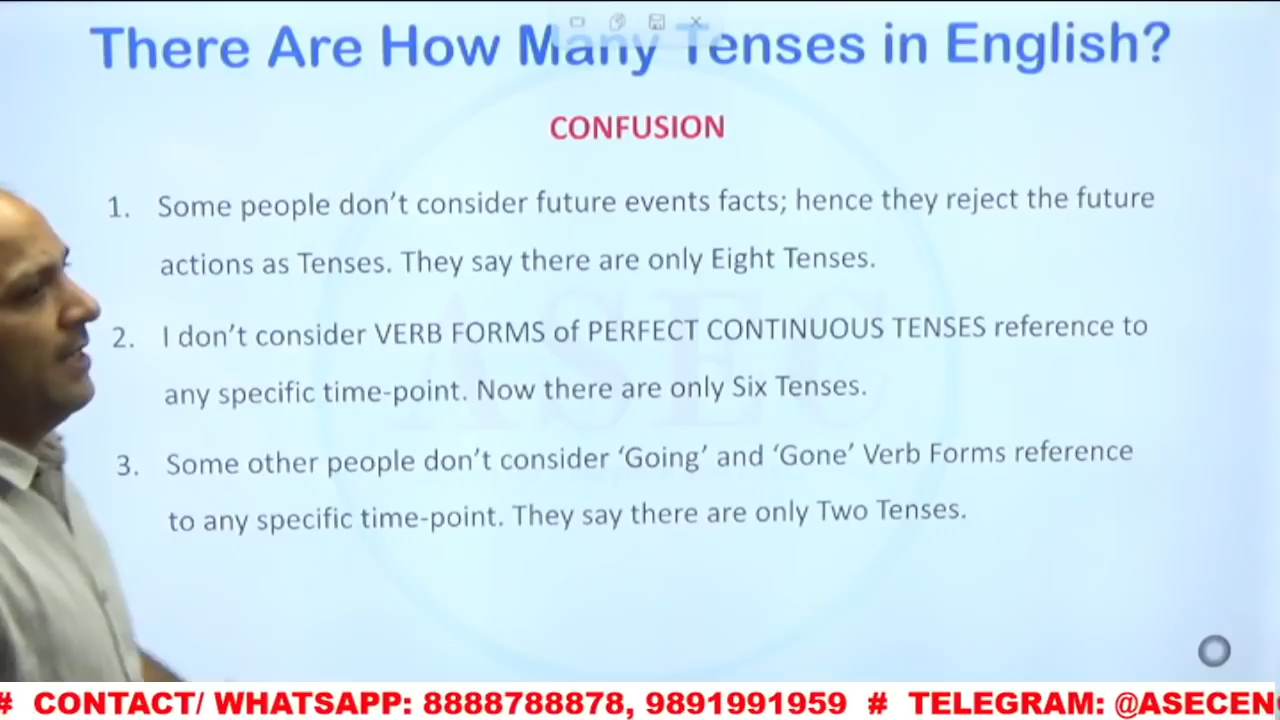 There Are How Many Tenses in English?
CONFUSION
1. Some people don't consider future events facts; hence they reject the future
actions as Tenses. They say there are only Eight Tenses.
2. I don't consider VERB FORMS of PERFECT CONTINUOUS TENSES reference to
any specific time-point. Now there are only Six Tenses.
3. Some other people don't consider ‘Going’ and ‘Gone’ Verb Forms reference
to any specific time-point. They say there are only Two Tenses.
ASEC
# CONTACT/ WHATSAPP: 8888788878, 9891991959 # TELEGRAM: @ASECEN